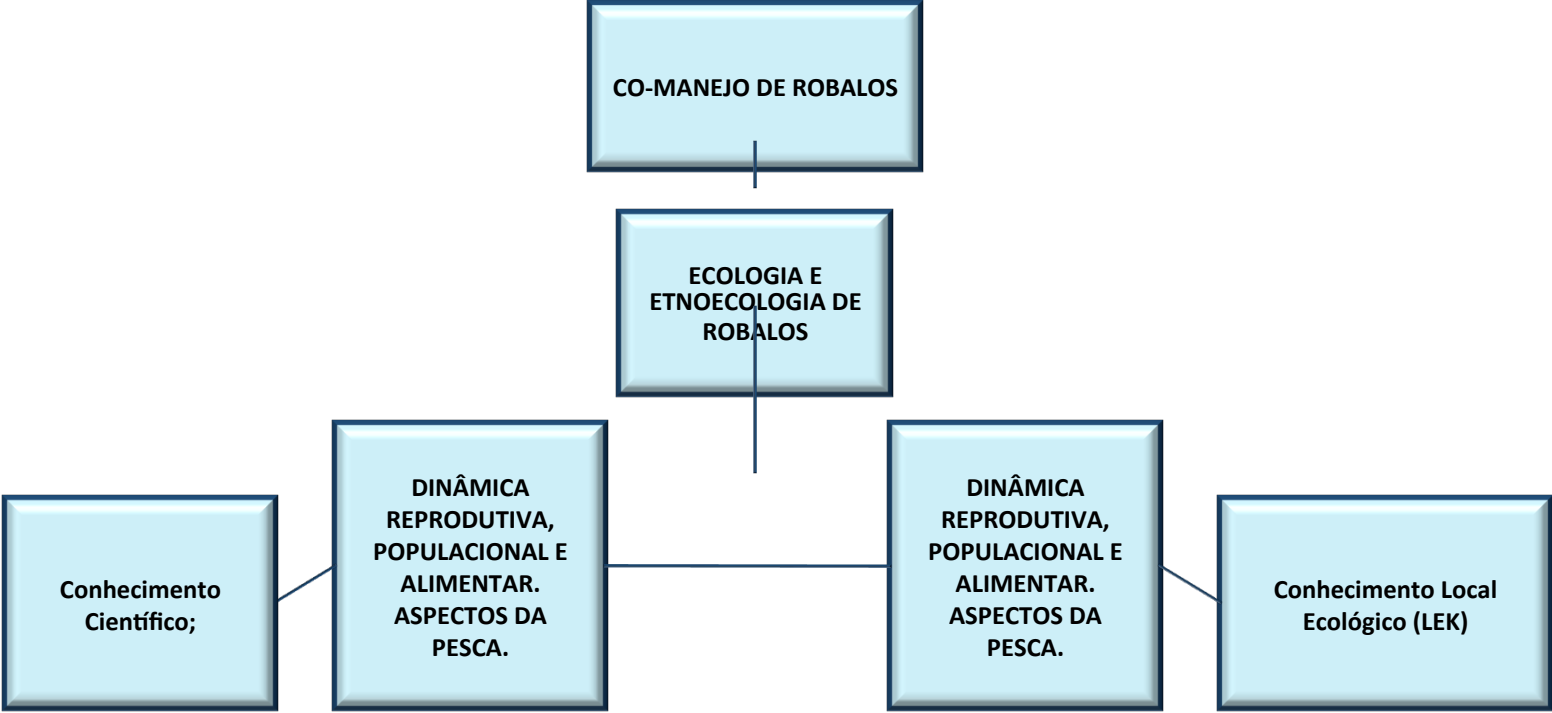 CO-MANEJO DE ROBALOS
ECOLOGIA E
ETNOECOLOGIA DE
ROBALOS
Conhecimento
Científico;
DINÂMICA
REPRODUTIVA,
POPULACIONAL E
ALIMENTAR.
ASPECTOS DA
PESCA.
DINÂMICA
REPRODUTIVA,
POPULACIONAL E
ALIMENTAR.
ASPECTOS DA
PESCA.
Conhecimento Local
Ecológico (LEK)